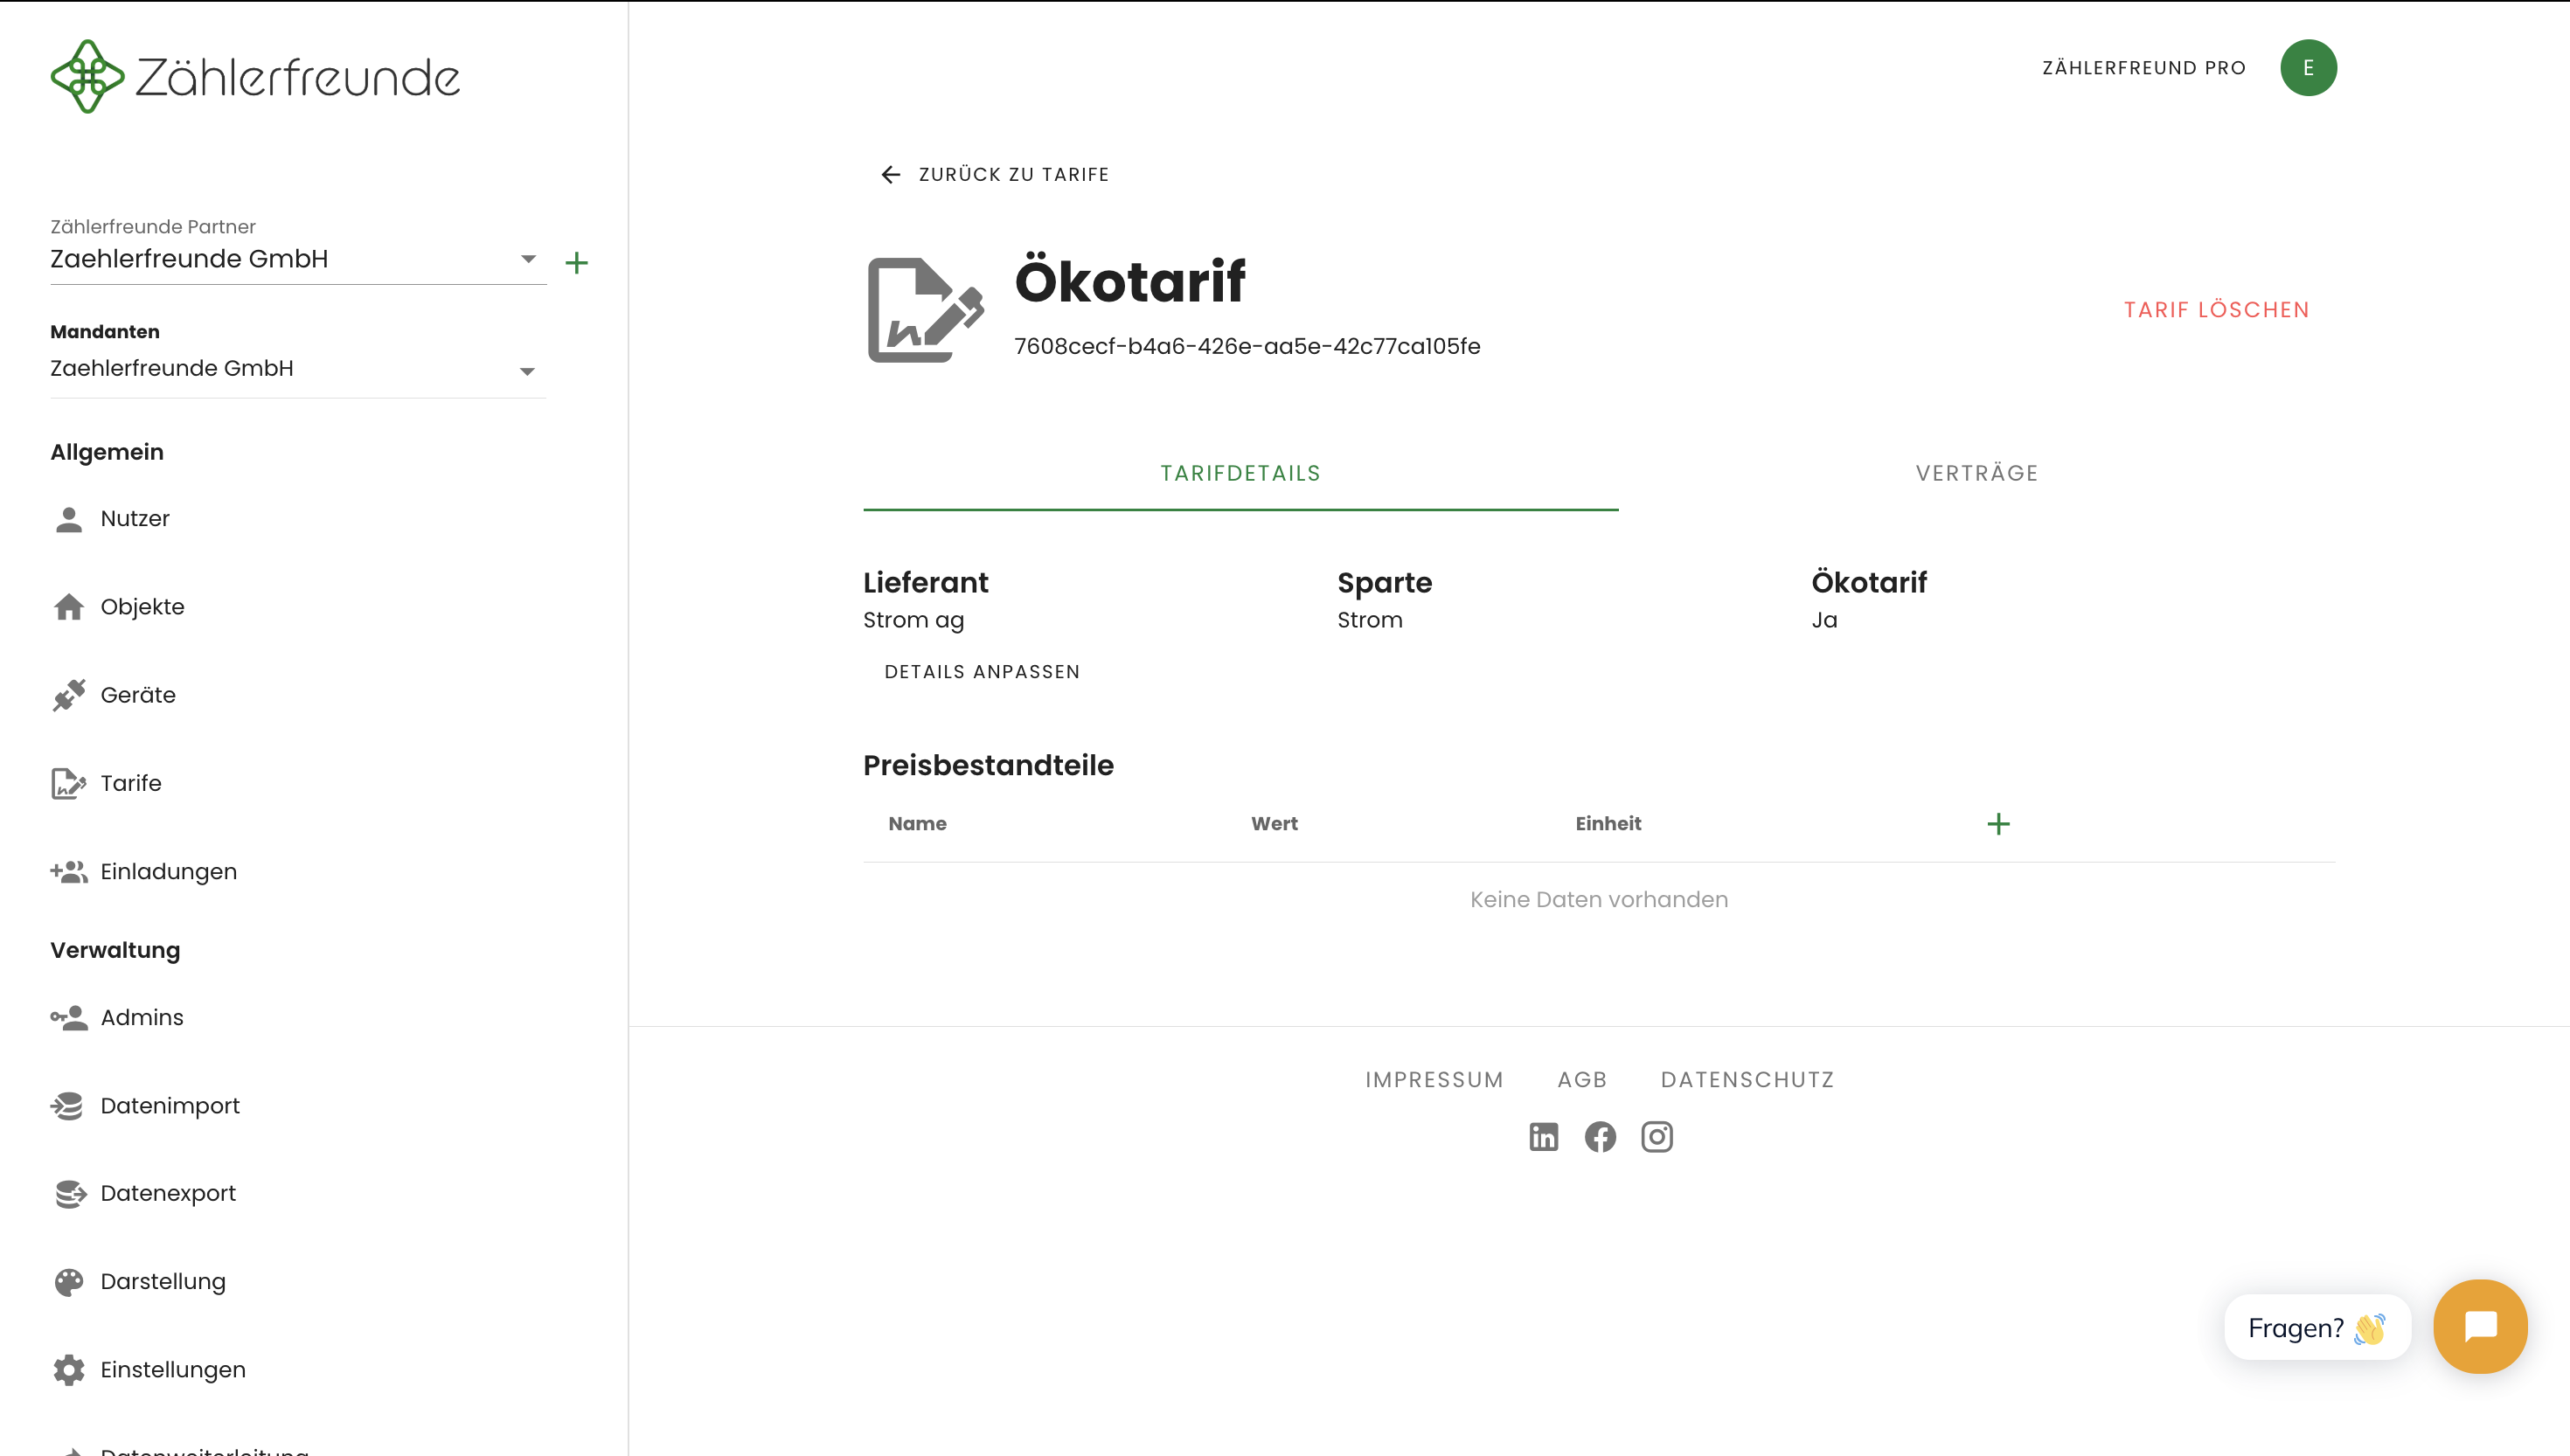 Zählerfreunde
Zählerfreunde Partner
Zaehlerfreunde GmbH
Mandanten
Zaehlerfreunde GmbH
Allgemein
Nutzer
Objekte
Geräte
Tarife
Einladungen
Verwaltung
Admins
Datenimport
Datenexport
Darstellung
Einstellungen
Datenweiterleitung
ZÄHLERFREUND PRO E
ZURÜCK ZU TARIFE
Ökotarif
7608cecf-b4a6-426e-aa5e-42c77ca105fe
TARIF LÖSCHEN
TARIFDETAILS VERTRÄGE
Lieferant Sparte Ökotarif
Strom ag Strom Ja
DETAILS ANPASSEN
Preisbestandteile
Name Wert Einheit
Keine Daten vorhanden
IMPRESSUM AGB DATENSCHUTZ
Fragen? 👋